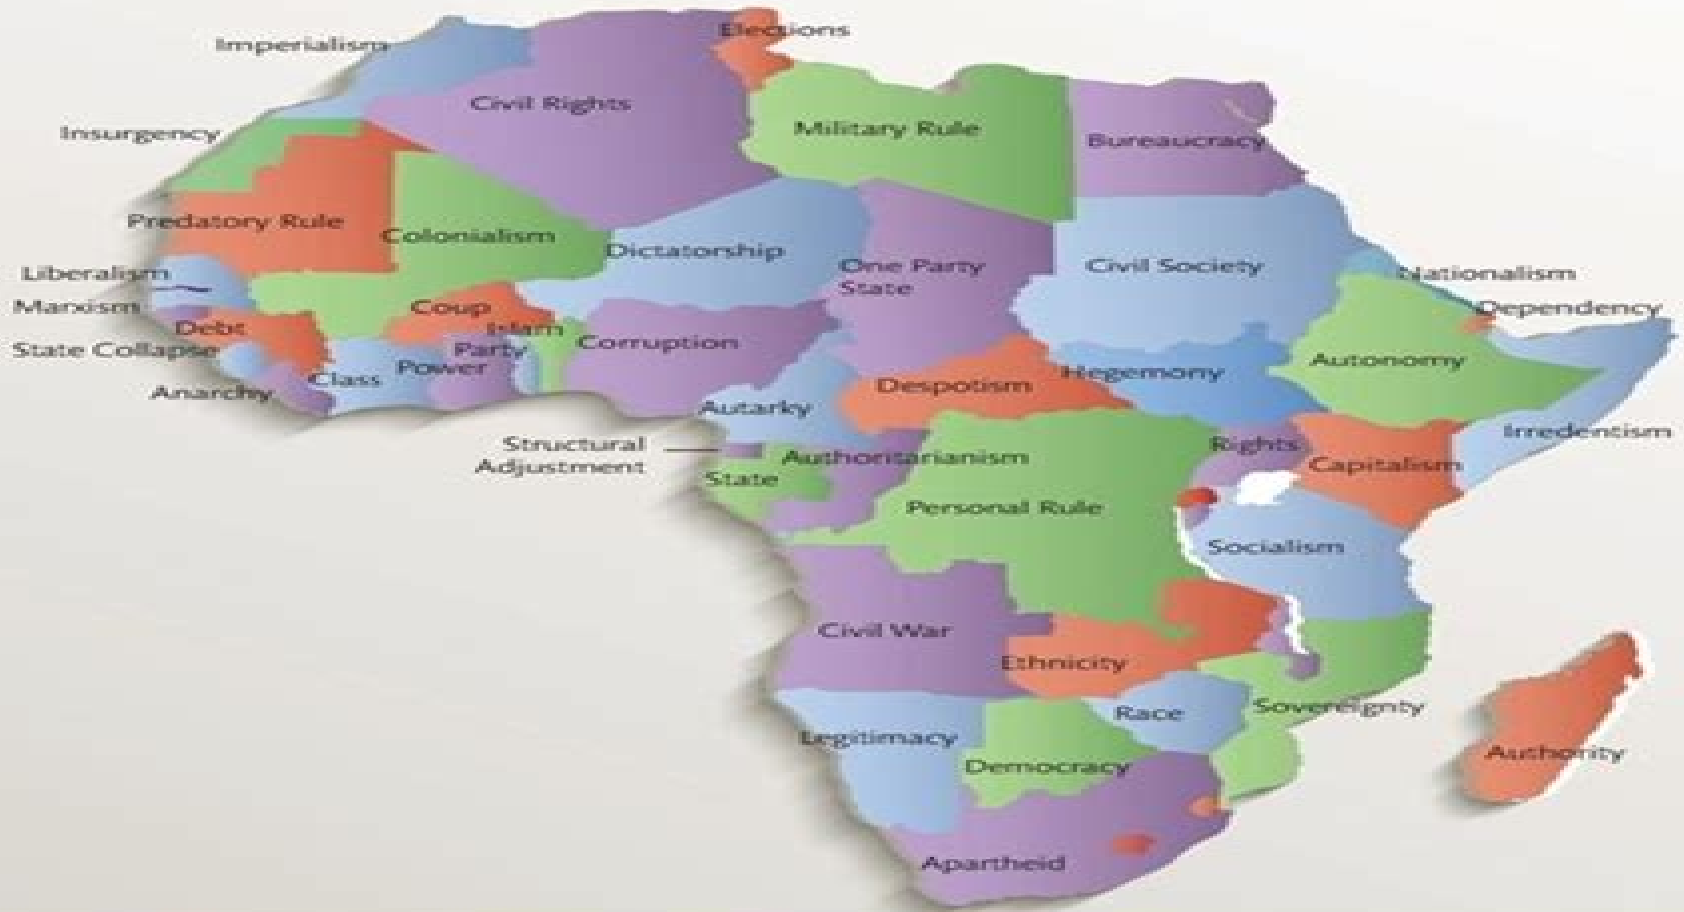 Elections
Imperialism
Civil Rights
Military Rule
Insurgency
Bureaucracy
Predatory Rule
Colonialism
Dictatorship
One Party
State
Civil Society
Liberalism
Nationalism
Marxism
Coup
Dependency
Debt
Islam
Corruption
State Collapse
Party
Power
Class
Anarchy
Autonomy
Hegemony
Despotism
Autarky
Irredentism
Structural
Adjustment
Authoritarianism
Rights
Capitalism
State
Personal Rule
Socialism
Civil War
Ethnicity
Sovereignty
Race
Legitimacy
Democracy
Authority
Apartheid